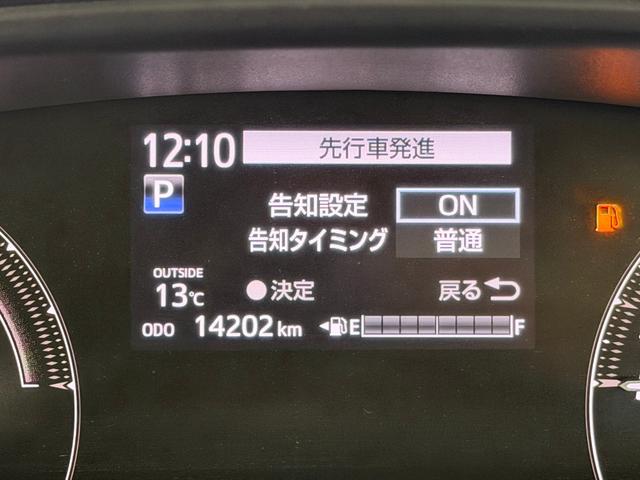 12:10 先行車発進
P
告知設定 ON
告知タイミング 普通
OUTSIDE
13℃ ●決定 戻る
ODO 14202 km E F